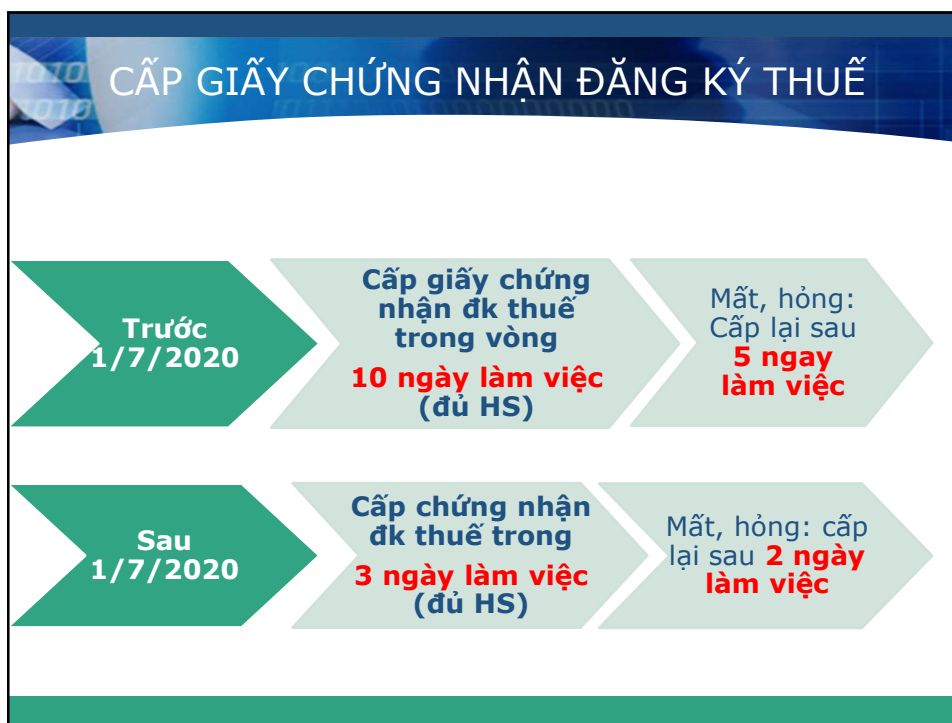 CẤP GIẤY CHỨNG NHẬN ĐĂNG KÝ THUẾ
Trước
1/7/2020
Cấp giấy chứng
nhận đk thuế
trong vòng
10 ngày làm việc
(đủ HS)
Mất, hỏng:
Cấp lại sau
5 ngay
làm việc
Sau
1/7/2020
Cấp chứng nhận
đk thuế trong
3 ngày làm việc
(đủ HS)
Mất, hỏng: cấp
lại sau 2 ngày
làm việc